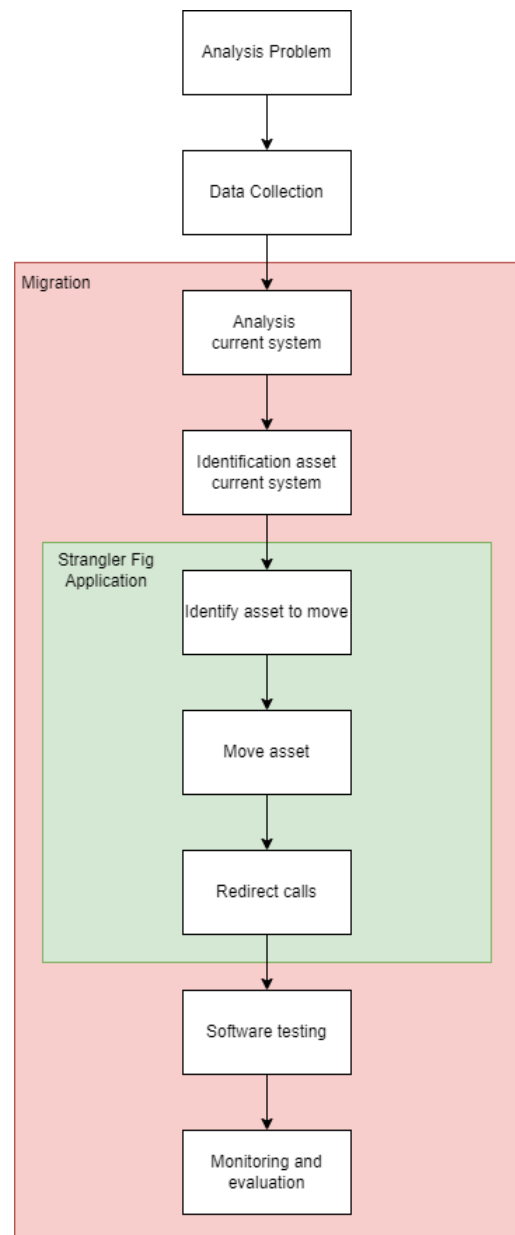 Analysis Problem
Data Collection
Migration
Analysis
current system
Identification asset
current system
Strangler Fig
Application
Identify asset to move
Move asset
Redirect calls
Software testing
Monitoring and
evaluation